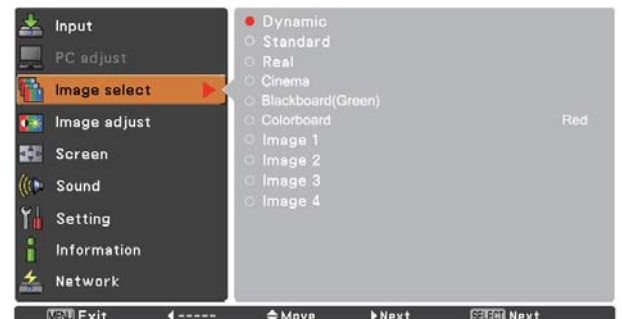 Input
PC adjust
Image select
Image adjust
Screen
Sound
Setting
Information
Network
Dynamic
Standard
Real
Cinema
Blackboard(Green)
Colorboard Red
Image 1
Image 2
Image 3
Image 4
MENU Exit ◀----- Move ▶Next SELECT Next